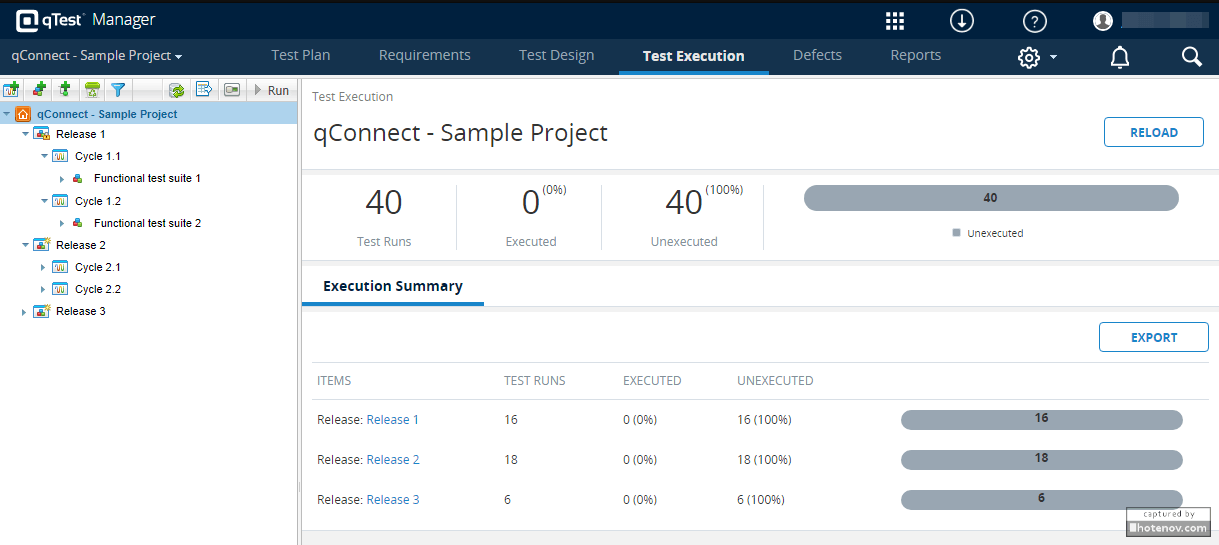 qTest Manager
qConnect - Sample Project
Test Plan
Requirements
Test Design
Test Execution
Defects
Reports
Run
qConnect - Sample Project
Release 1
Cycle 1.1
Functional test suite 1
Cycle 1.2
Functional test suite 2
Release 2
Cycle 2.1
Cycle 2.2
Release 3
Test Execution
qConnect - Sample Project
RELOAD
40
Test Runs
0 (0%)
Executed
40 (100%)
Unexecuted
40
Unexecuted
Execution Summary
EXPORT
ITEMS TEST RUNS EXECUTED UNEXECUTED
Release: Release 1 16 0 (0%) 16 (100%) 16
Release: Release 2 18 0 (0%) 18 (100%) 18
Release: Release 3 6 0 (0%) 6 (100%) 6
captured by
hotenov.com